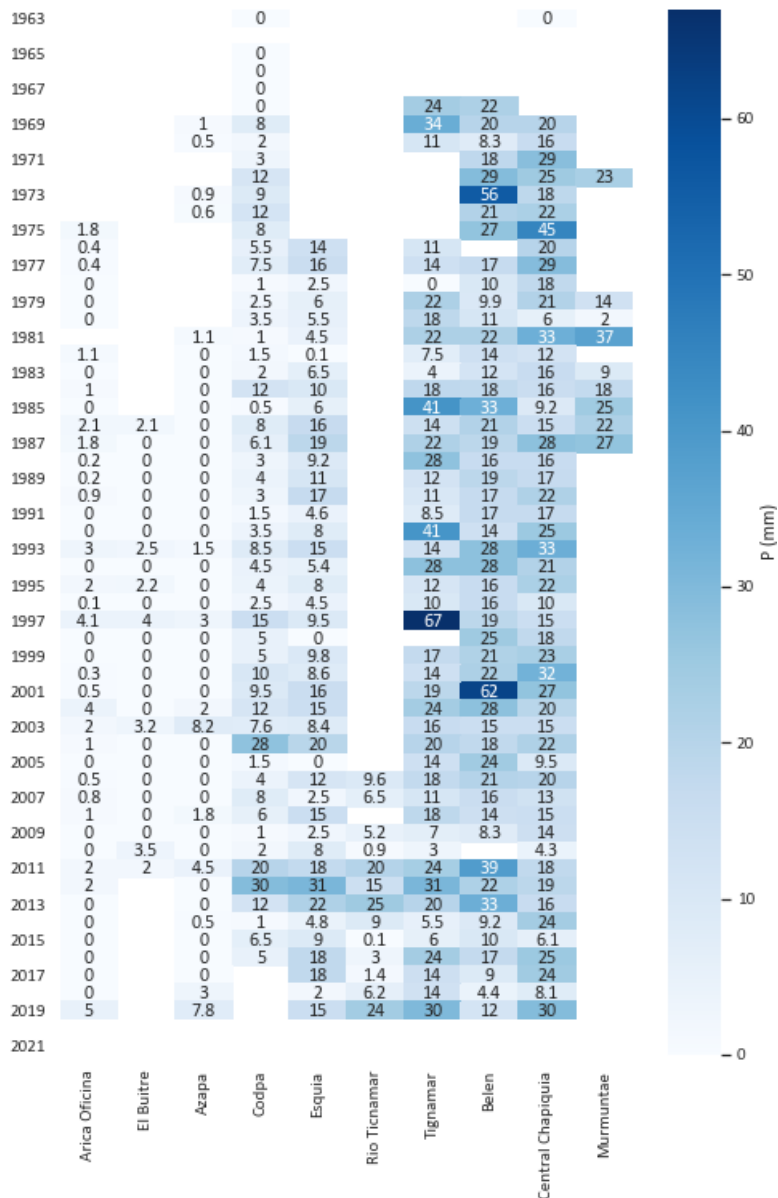 1963 0 0
1965 0
0
1967 0
0 24 22
1969 1 8 34 20 20
0.5 2 11 8.3 16
1971 3 18 29
12 29 25 23
1973 0.9 9 56 18
0.6 12 21 22
1975 1.8 8 27 45
0.4 5.5 14 11 20
1977 0.4 7.5 16 14 17 29
0 1 2.5 0 10 18
1979 0 2.5 6 22 9.9 21 14
0 3.5 5.5 18 11 6 2
1981 1.1 1 4.5 22 22 33 37
1.1 0 1.5 0.1 7.5 14 12
1983 0 0 2 6.5 4 12 16 9
1 0 12 10 18 18 16 18
1985 0 0 0.5 6 41 33 9.2 25
2.1 2.1 0 8 16 14 21 15 22
1987 1.8 0 0 6.1 19 22 19 28 27
0.2 0 0 3 9.2 28 16 16
1989 0.2 0 0 4 11 12 19 17
0.9 0 0 3 17 11 17 22
1991 0 0 0 1.5 4.6 8.5 17 17
0 0 0 3.5 8 41 14 25
1993 3 2.5 1.5 8.5 15 14 28 33
0 0 0 4.5 5.4 28 28 21
1995 2 2.2 0 4 8 12 16 22
0.1 0 0 2.5 4.5 10 16 10
1997 4.1 4 3 15 9.5 67 19 15
0 0 0 5 0 25 18
1999 0 0 0 5 9.8 17 21 23
0.3 0 0 10 8.6 14 22 32
2001 0.5 0 0 9.5 16 19 62 27
4 0 2 12 15 24 28 20
2003 2 3.2 8.2 7.6 8.4 16 15 15
1 0 0 28 20 20 18 22
2005 0 0 0 1.5 0 14 24 9.5
0.5 0 0 4 12 9.6 18 21 20
2007 0.8 0 0 8 2.5 6.5 11 16 13
1 0 1.8 6 15 18 14 15
2009 0 0 0 1 2.5 5.2 7 8.3 14
0 3.5 0 2 8 0.9 3 4.3
2011 2 2 4.5 20 18 20 24 39 18
2 0 30 31 15 31 22 19
2013 0 0 12 22 25 20 33 16
0 0.5 1 4.8 9 5.5 9.2 24
2015 0 0 6.5 9 0.1 6 10 6.1
0 0 5 18 3 24 17 25
2017 0 0 18 1.4 14 9 24
0 3 2 6.2 14 4.4 8.1
2019 5 7.8 15 24 30 12 30
2021
Arica Oficina
El Buitre
Azapa
Codpa
Esquia
Rio Ticnamar
Tignamar
Belen
Central Chapiquia
Murmuntae
60
50
40
30
20
10
0
P (mm)